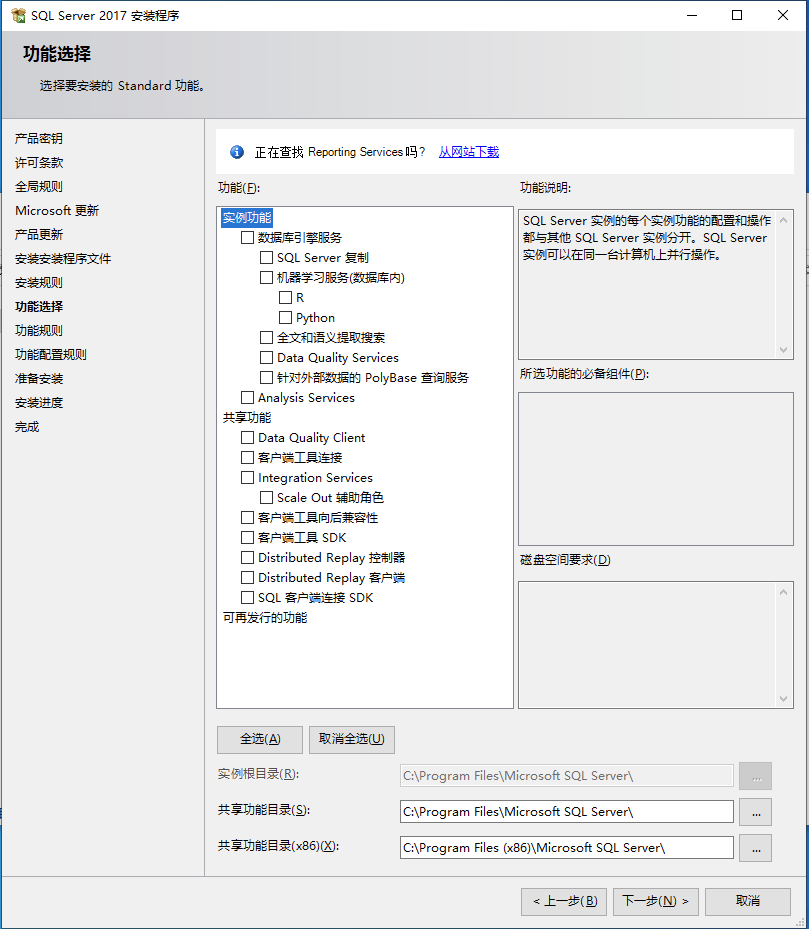 SQL Server 2017 安装程序
功能选择
选择要安装的 Standard 功能。
产品密钥
许可条款
全局规则
Microsoft 更新
产品更新
安装安装程序文件
安装规则
功能选择
功能规则
功能配置规则
准备安装
安装进度
完成
正在查找 Reporting Services 吗? 从网站下载
功能(F):
实例功能
数据库引擎服务
SQL Server 复制
机器学习服务(数据库内)
R
Python
全文和语义提取搜索
Data Quality Services
针对外部数据的 PolyBase 查询服务
Analysis Services
共享功能
Data Quality Client
客户端工具连接
Integration Services
Scale Out 辅助角色
客户端工具向后兼容性
客户端工具 SDK
Distributed Replay 控制器
Distributed Replay 客户端
SQL 客户端连接 SDK
可再发行的功能
功能说明:
SQL Server 实例的每个实例功能的配置和操作
都与其他 SQL Server 实例分开。SQL Server
实例可以在同一台计算机上并行操作。
所选功能的必备组件(P):
磁盘空间要求(D)
全选(A)
取消全选(U)
实例根目录(R):
C:\Program Files\Microsoft SQL Server\
...
共享功能目录(S):
C:\Program Files\Microsoft SQL Server\
...
共享功能目录(x86)(X):
C:\Program Files (x86)\Microsoft SQL Server\
...
< 上一步(B)
下一步(N) >
取消